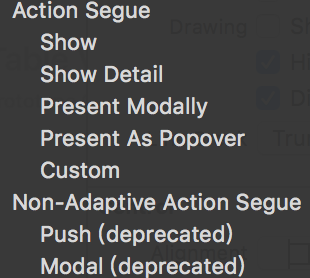 Action Segue
Show
Show Detail
Present Modally
Present As Popover
Custom
Non-Adaptive Action Segue
Push (deprecated)
Modal (deprecated)
Drawing